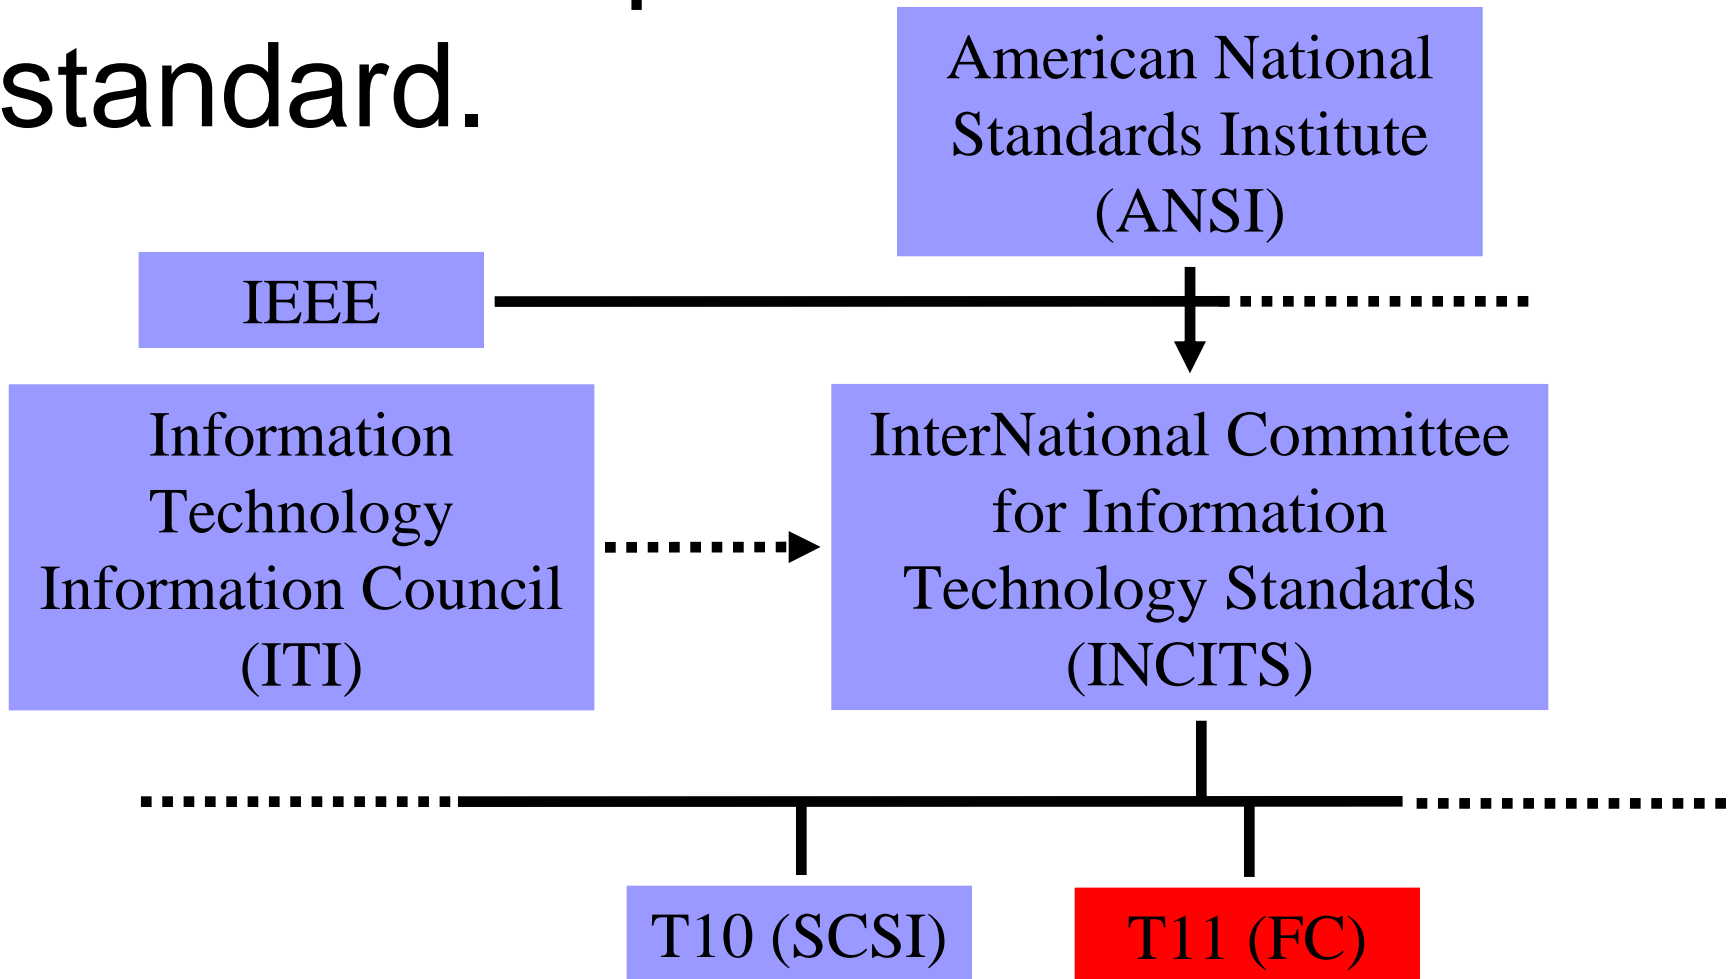 standard.
American National
Standards Institute
(ANSI)
IEEE
Information
Technology
Information Council
(ITI)
InterNational Committee
for Information
Technology Standards
(INCITS)
T10 (SCSI)
T11 (FC)